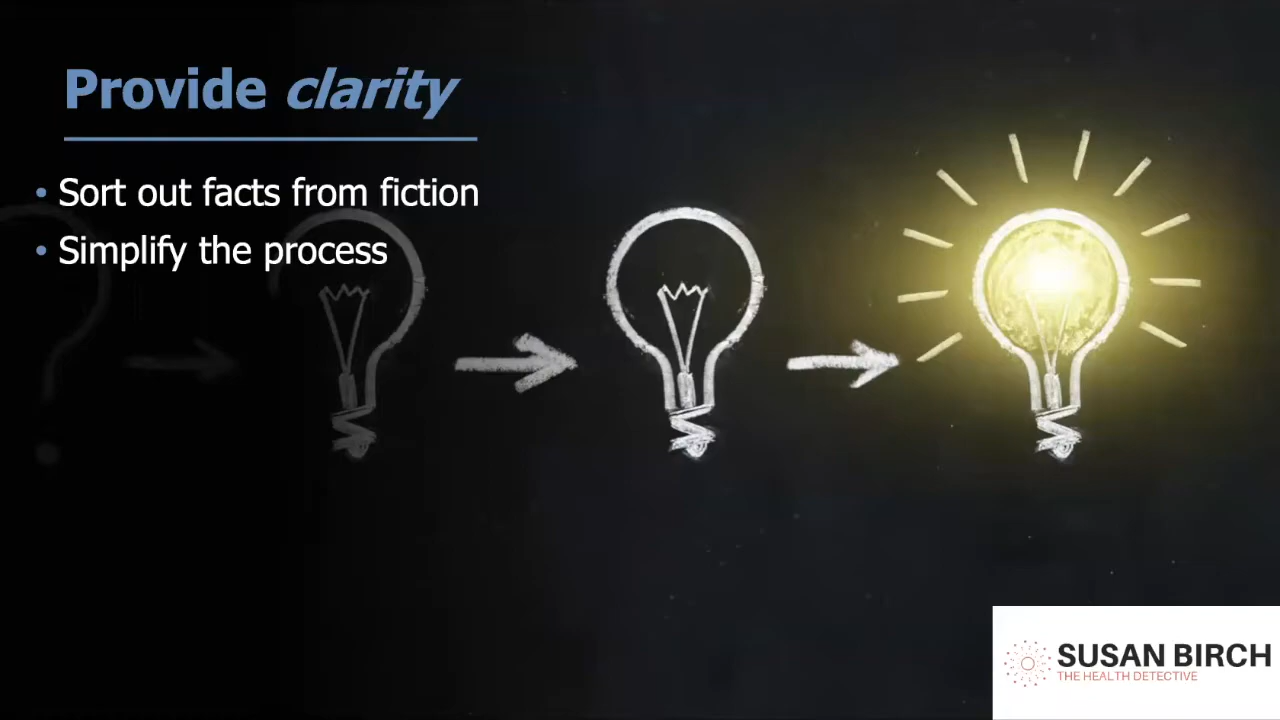 Provide clarity
• Sort out facts from fiction
• Simplify the process
SUSAN BIRCH
THE HEALTH DETECTIVE